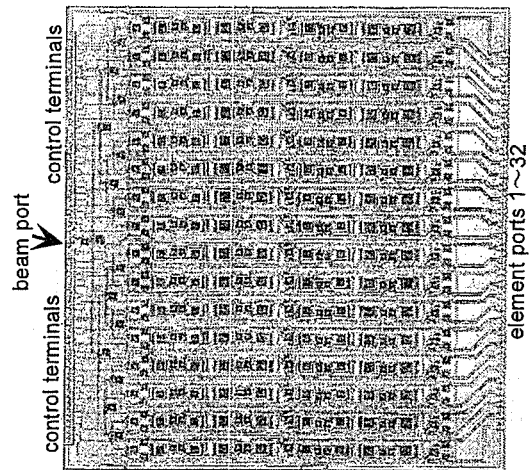 control terminals
beam port
control terminals
element ports 1~32